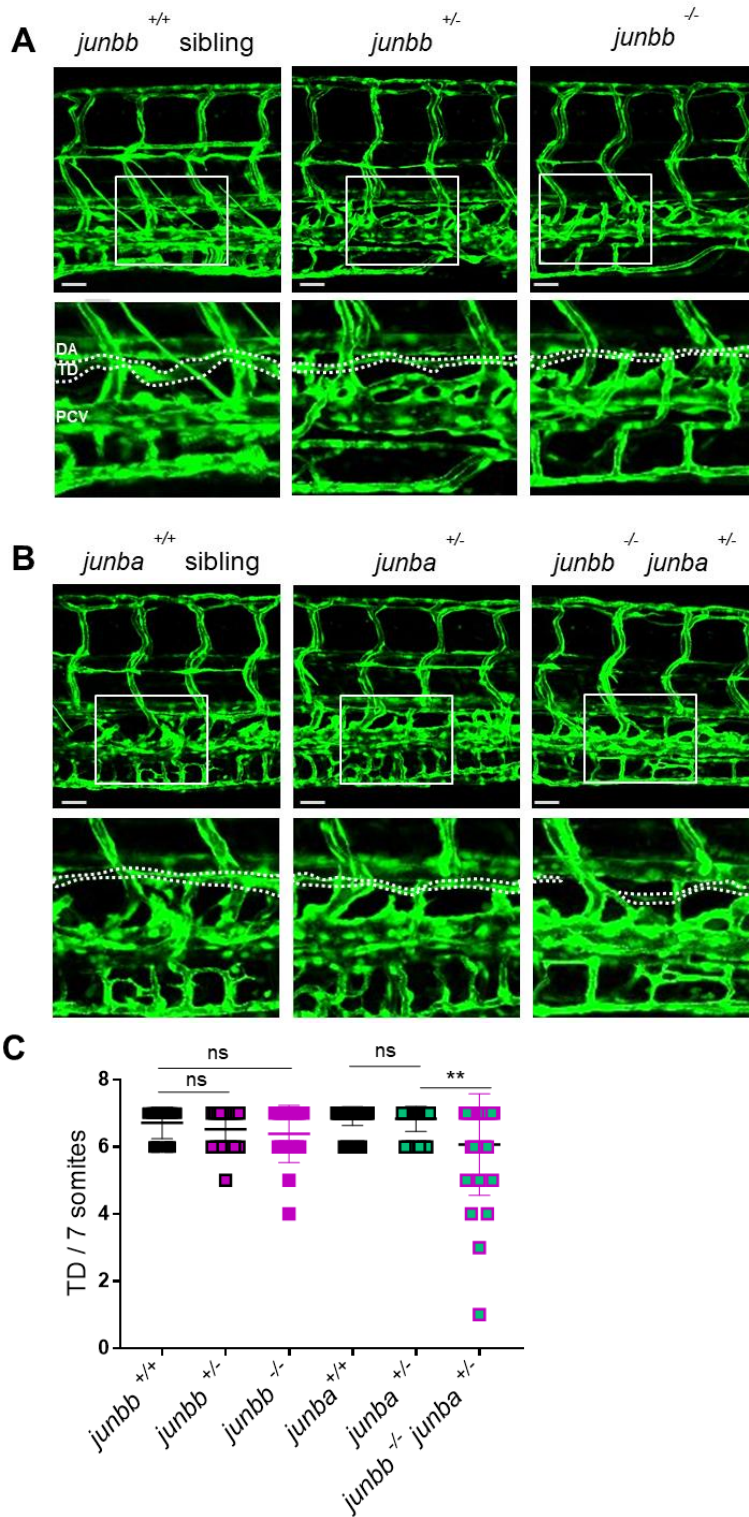 A
junbb +/+ sibling
junbb +/-
junbb -/-
DA
TD
PCV
B
junba +/+ sibling
junba +/-
junbb -/- junba +/-
C
ns
ns
ns
**
8
6
4
2
0
TD / 7 somites
junbb +/+
junbb +/-
junbb -/-
junba +/+
junba +/-
junbb -/- junba +/-